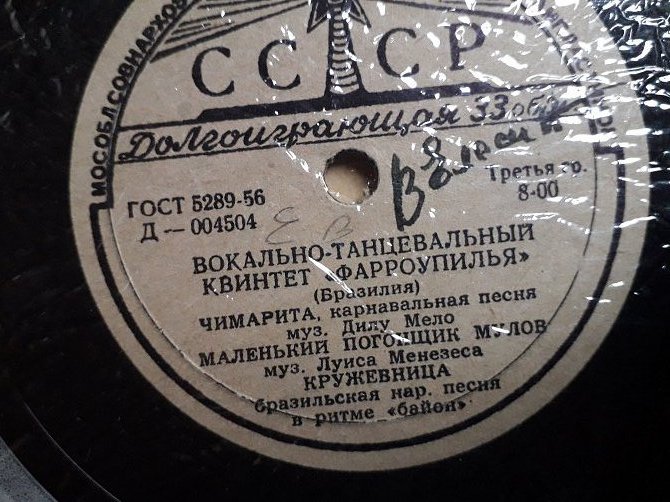 МОСОБЛСОВНАРХОЗ
СССР
Долгоиграющая 33 об/м
ГОСТ 5289-56
Д — 004504
Третья гр.
8-00
ВОКАЛЬНО-ТАНЦЕВАЛЬНЫЙ
КВИНТЕТ «ФАРРОУПИЛЬЯ»
(Бразилия)
ЧИМАРИТА, карнавальная песня
муз. Дилу Мело
МАЛЕНЬКИЙ ПОГОНЩИК МУЛОВ
муз. Луиса Менезеса
КРУЖЕВНИЦА
бразильская нар. песня
в ритме «байон»